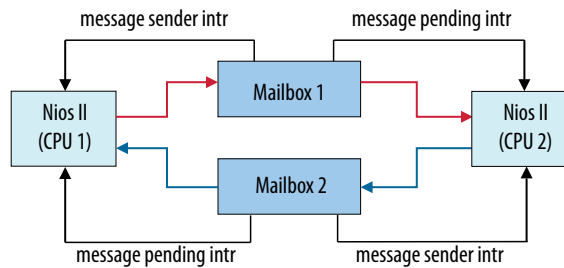 message sender intr
message pending intr
Nios II
(CPU 1)
Mailbox 1
Nios II
(CPU 2)
Mailbox 2
message pending intr
message sender intr